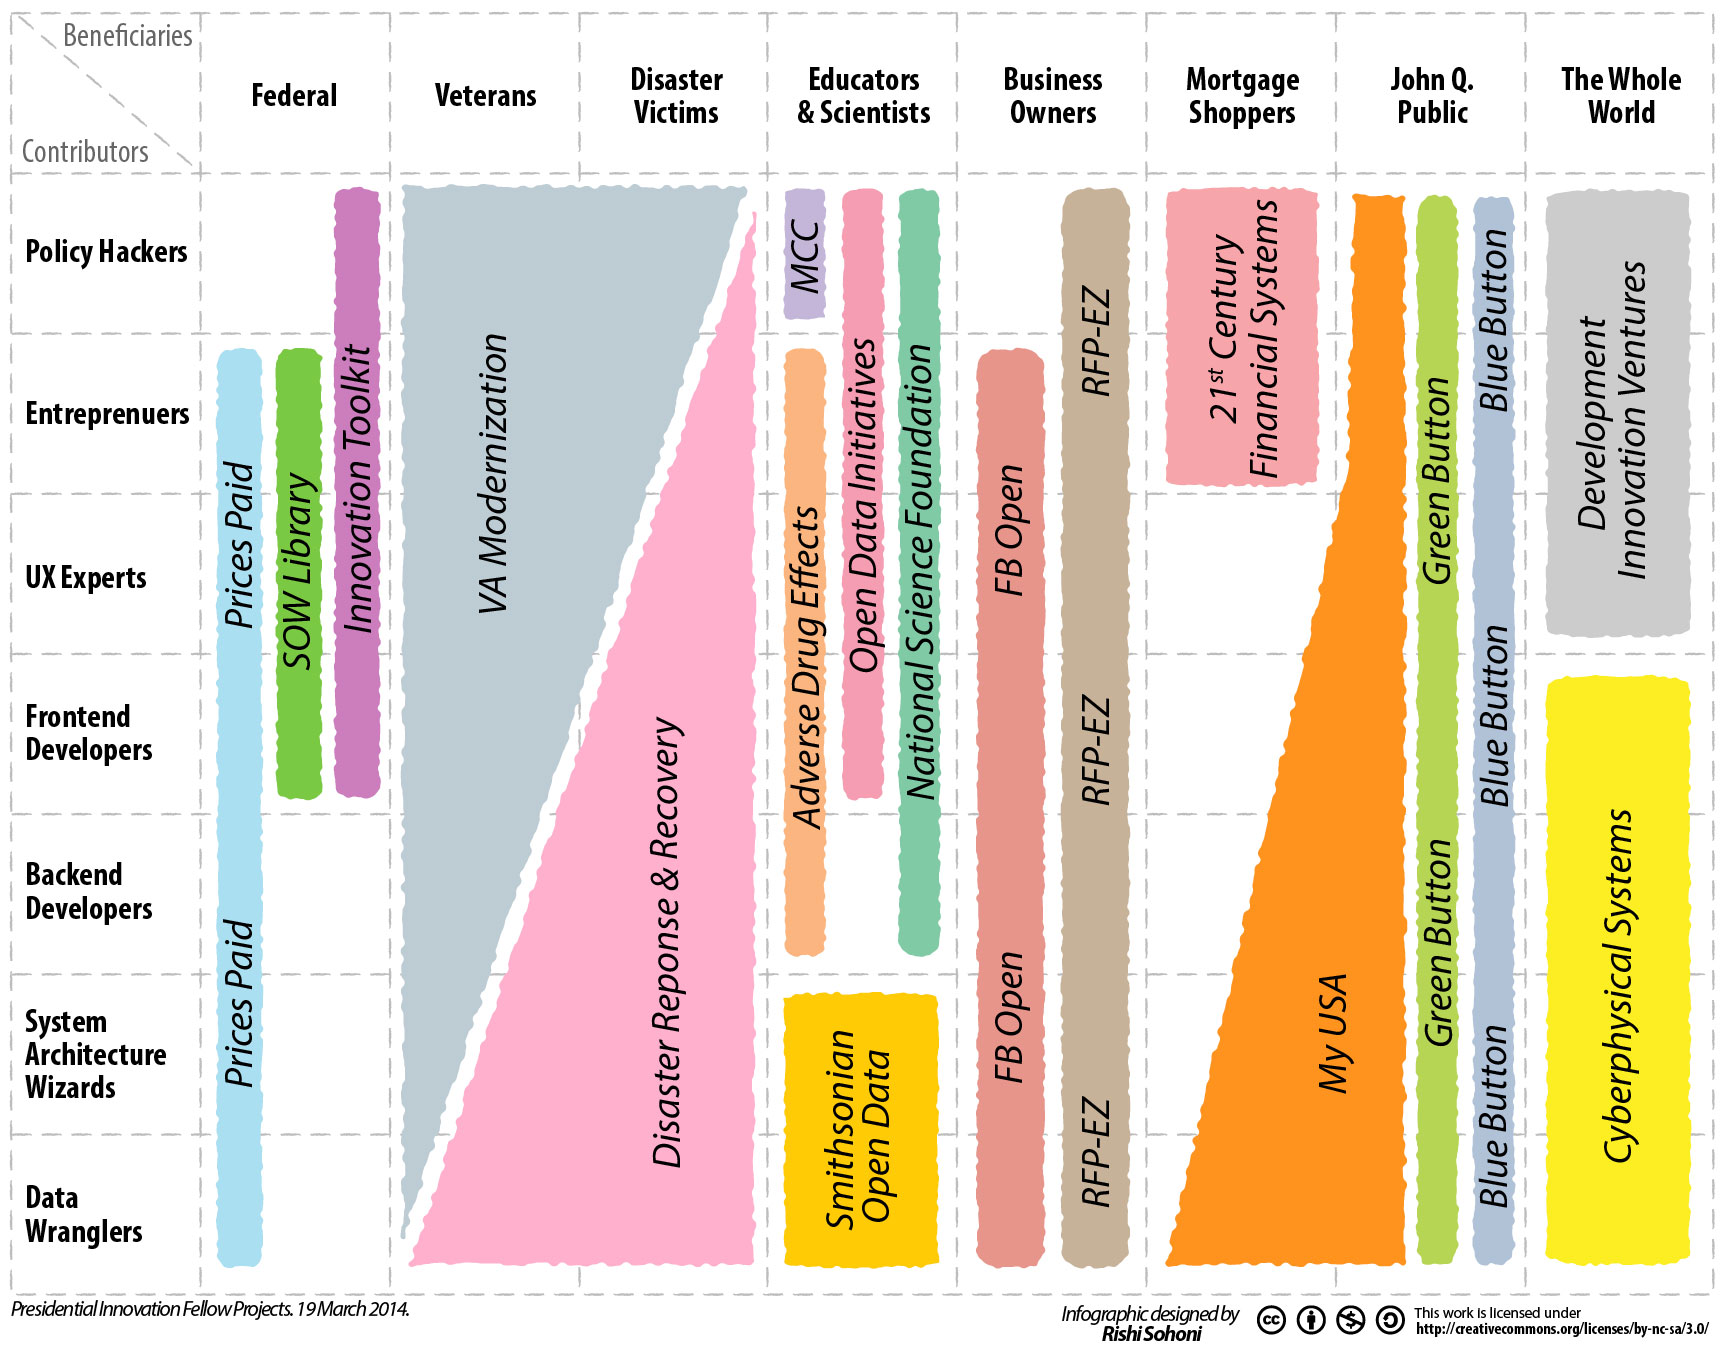 Beneficiaries
Contributors
Federal
Veterans
Disaster
Victims
Educators
& Scientists
Business
Owners
Mortgage
Shoppers
John Q.
Public
The Whole
World
Policy Hackers
Entreprenuers
UX Experts
Frontend
Developers
Backend
Developers
System
Architecture
Wizards
Data
Wranglers
Prices Paid
Prices Paid
SOW Library
Innovation Toolkit
VA Modernization
Disaster Reponse & Recovery
MCC
Adverse Drug Effects
Open Data Initiatives
National Science Foundation
Smithsonian
Open Data
FB Open
FB Open
RFP-EZ
RFP-EZ
RFP-EZ
21st Century
Financial Systems
My USA
Green Button
Green Button
Blue Button
Blue Button
Blue Button
Development
Innovation Ventures
Cyberphysical Systems
Presidential Innovation Fellow Projects. 19 March 2014.
Infographic designed by
Rishi Sohoni
cc
This work is licensed under
http://creativecommons.org/licenses/by-nc-sa/3.0/